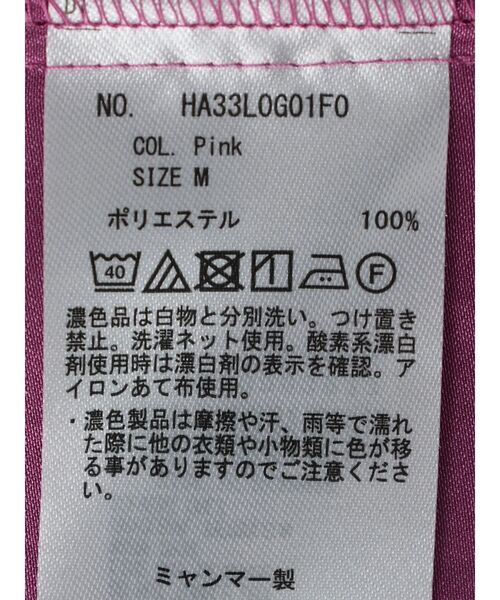 NO. HA33L0G01F0
COL. Pink
SIZE M
ポリエステル 100%
40 F
濃色品は白物と分別洗い。つけ置き
禁止。洗濯ネット使用。酸素系漂白
剤使用時は漂白剤の表示を確認。ア
イロンあて布使用。
・濃色製品は摩擦や汗、雨等で濡れ
た際に他の衣類や小物類に色が移
る事がありますのでご注意くださ
い。
ミャンマー製